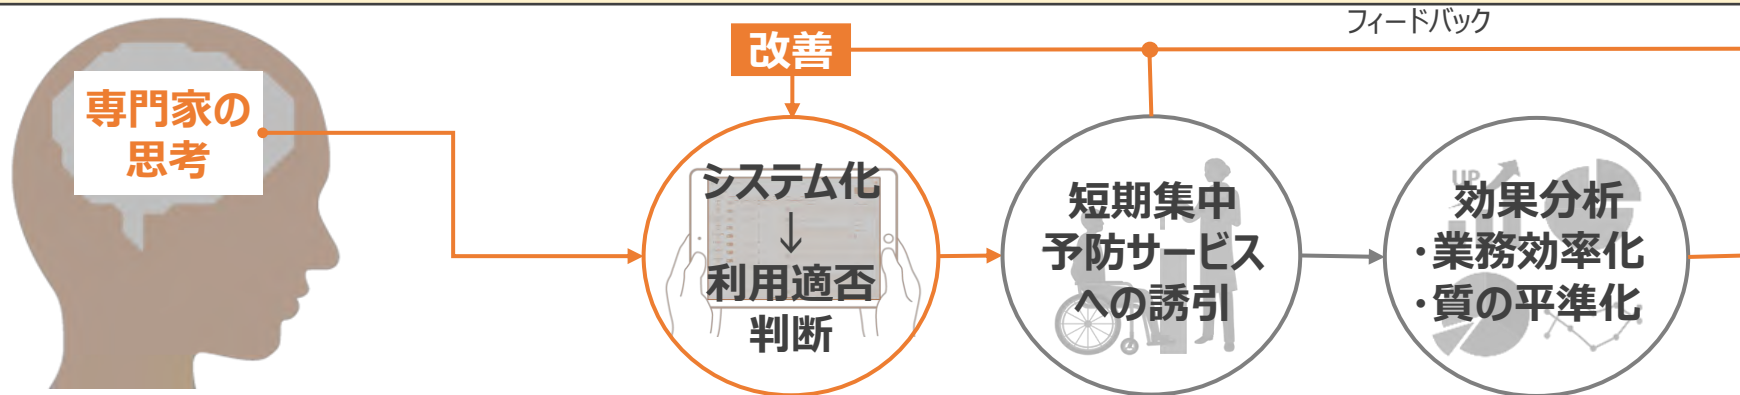 フィードバック
改善
専門家の
思考
システム化
↓
利用適否
判断
短期集中
予防サービス
への誘引
UP
効果分析
・業務効率化
・質の平準化